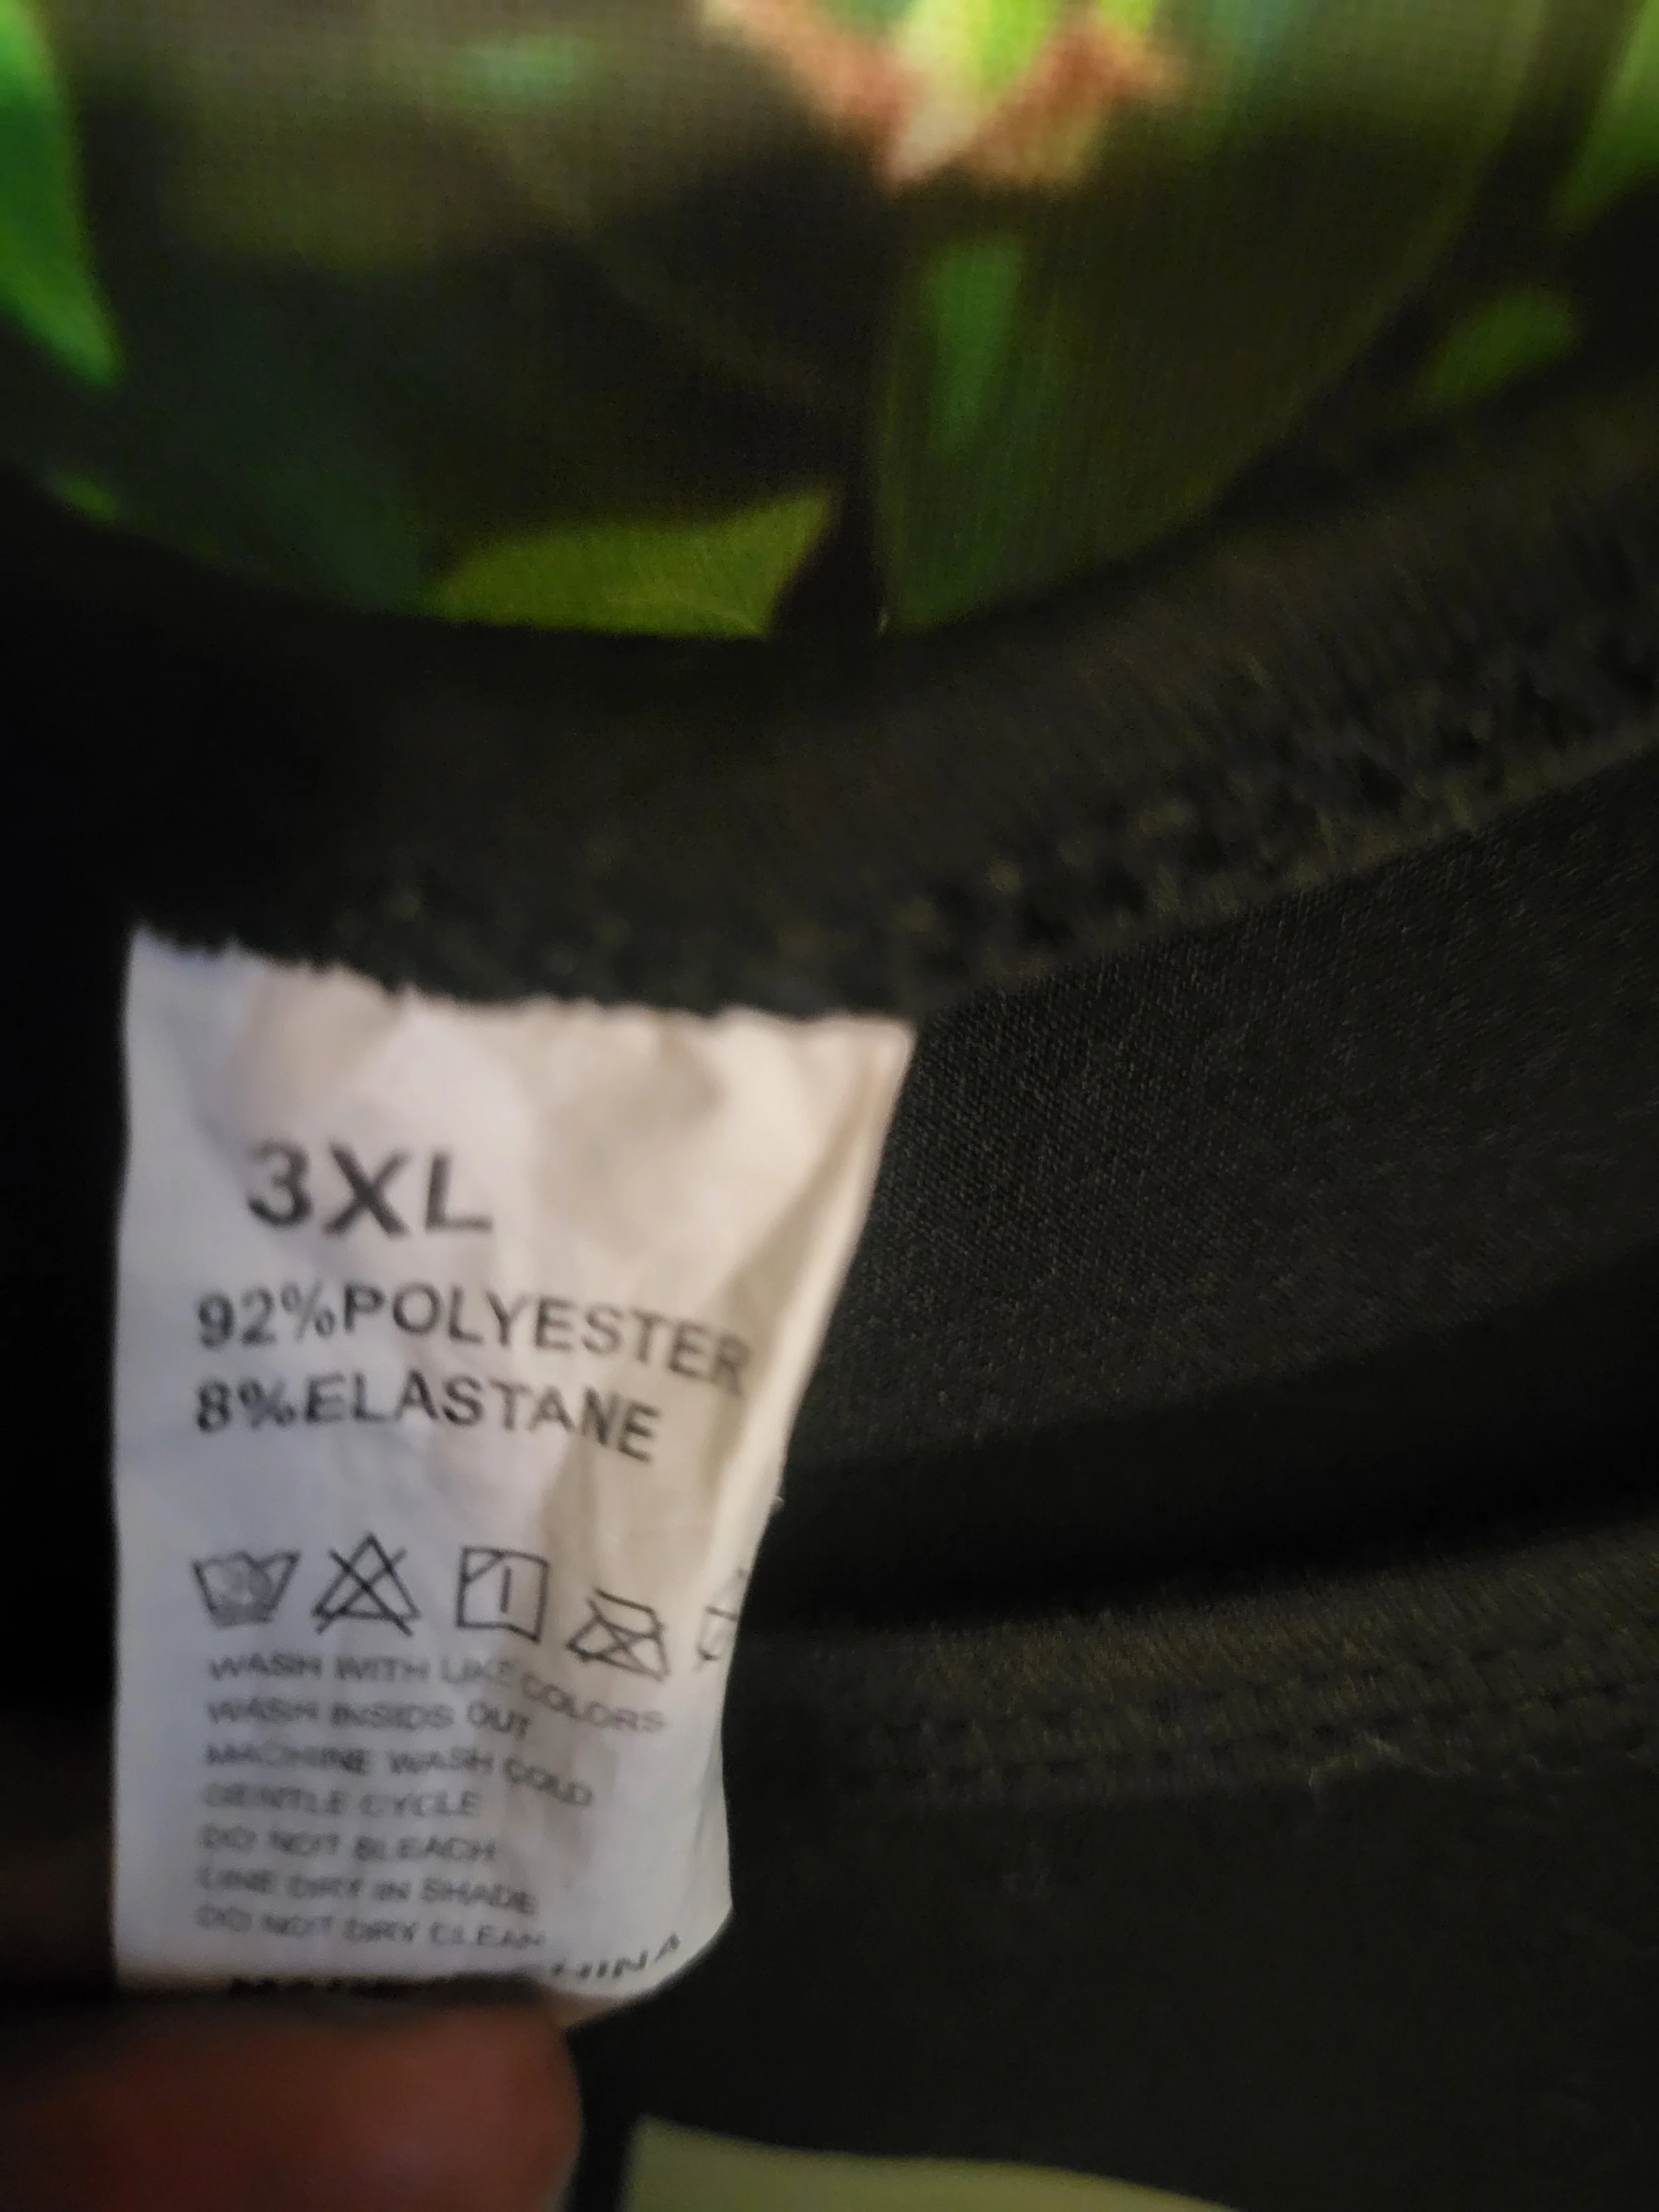 3XL
92%POLYESTER
8%ELASTANE
30
WASH WITH LIKE COLORS
WASH INSIDS OUT
MACHINE WASH COLD
GENTLE CYCLE
DO NOT BLEACH
LINE DRY IN SHADE
DO NOT DRY CLEAN